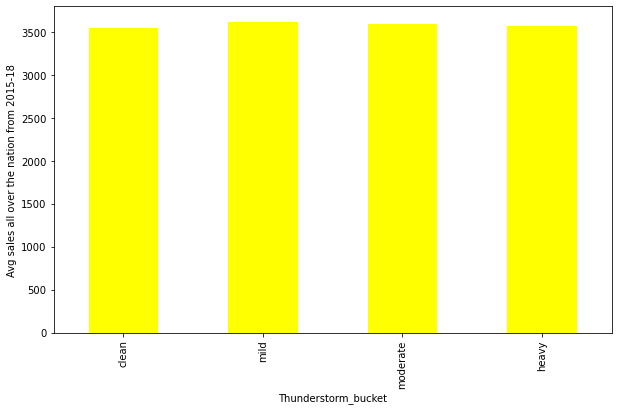 Avg sales all over the nation from 2015-18
3500
3000
2500
2000
1500
1000
500
0
clean
mild
moderate
heavy
Thunderstorm_bucket